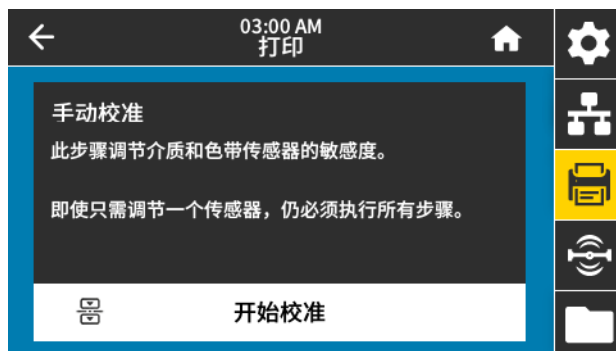 03:00 AM
打印
手动校准
此步骤调节介质和色带传感器的敏感度。
即使只需调节一个传感器，仍必须执行所有步骤。
开始校准